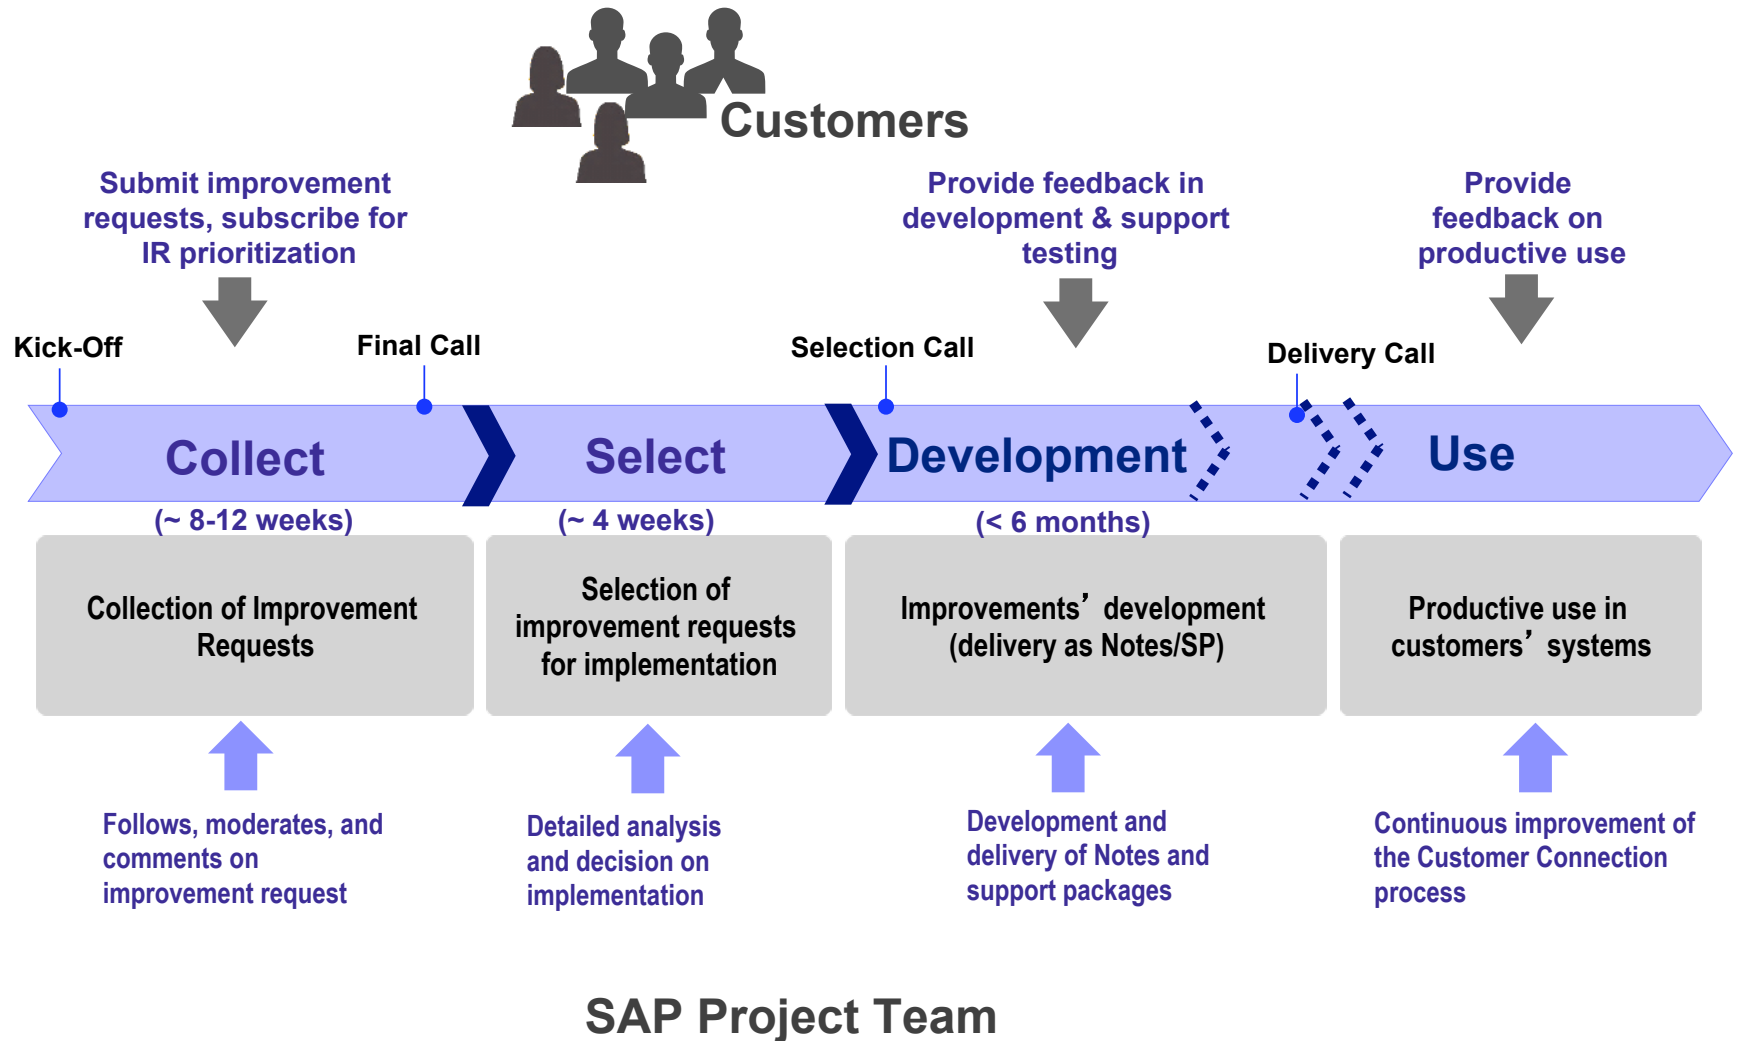 Customers
Submit improvement
requests, subscribe for
IR prioritization
Provide feedback in
development & support
testing
Provide
feedback on
productive use
Kick-Off
Final Call
Selection Call
Delivery Call
Collect
Select
Development
Use
(~ 8-12 weeks)
(~ 4 weeks)
(< 6 months)
Collection of Improvement
Requests
Selection of
improvement requests
for implementation
Improvements’ development
(delivery as Notes/SP)
Productive use in
customers’ systems
Follows, moderates, and
comments on
improvement request
Detailed analysis
and decision on
implementation
Development and
delivery of Notes and
support packages
Continuous improvement of
the Customer Connection
process
SAP Project Team